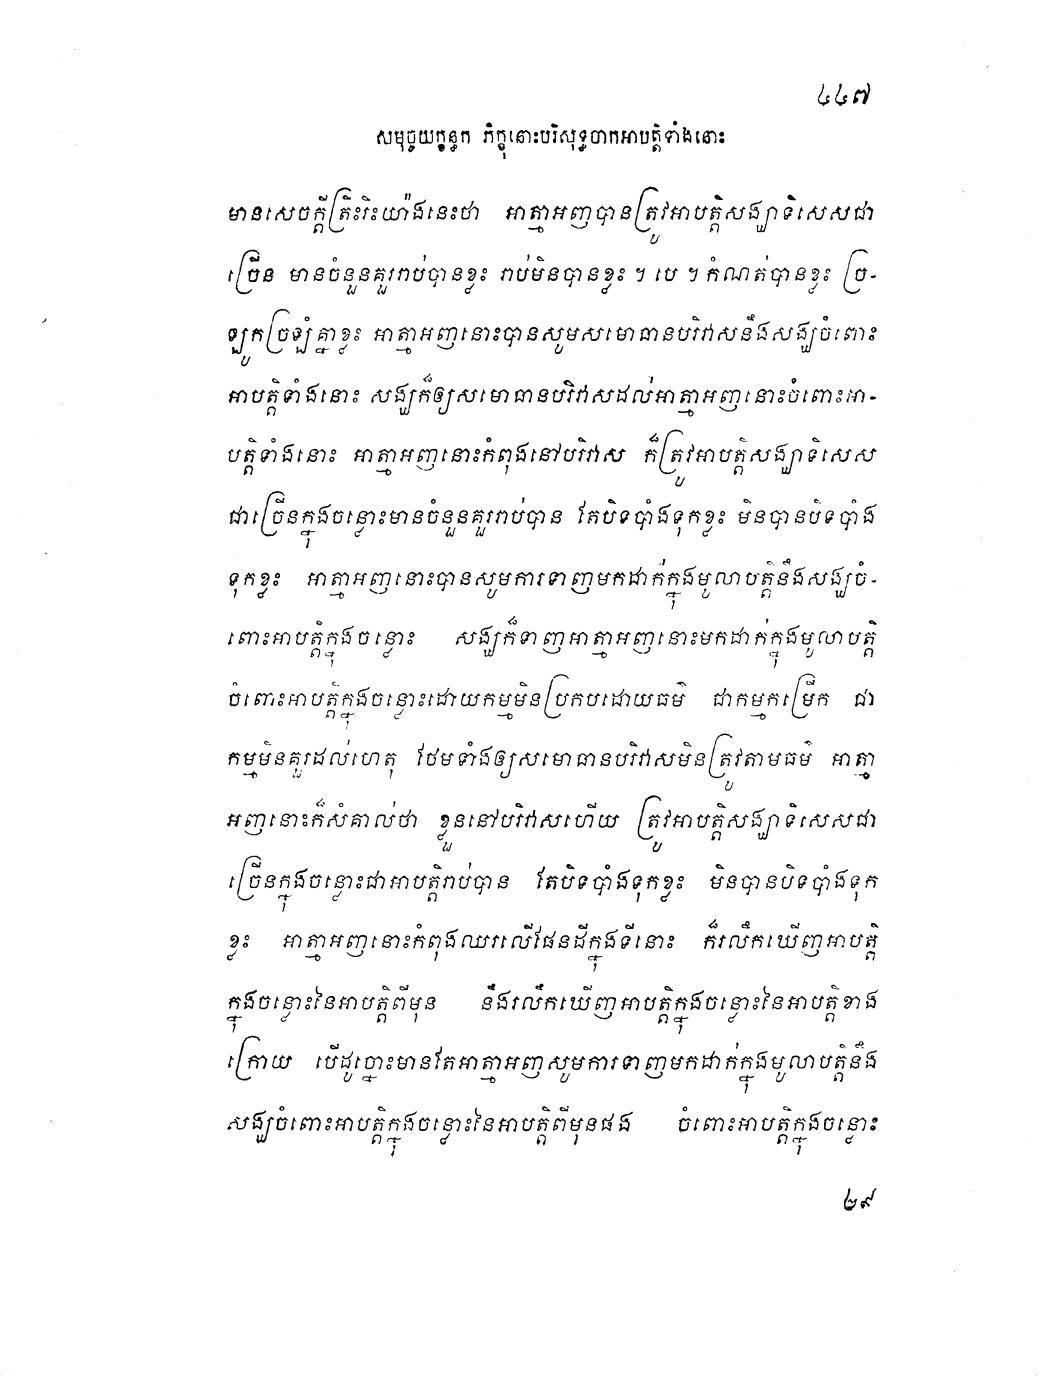 ៤៤៧
សមុច្ចយក្ខន្ធក ភិក្ខុនោះបរិសុទ្ធចាកអាបត្តិទាំងនោះ
មានសេចក្តីត្រិះរិះយ៉ាងនេះថា អាត្មាអញបានត្រូវអាបត្តិសង្ឃាទិសេសជា
ច្រើន មានចំនួនគួររាប់បានខ្លះ រាប់មិនបានខ្លះ ។ បេ ។ កំណត់បានខ្លះ ច្រ-
ឡូកច្រឡំគ្នាខ្លះ អាត្មាអញនោះបានសូមសមោធានបរិវាសនឹងសង្ឃចំពោះ
អាបត្តិទាំងនោះ សង្ឃក៏ឲ្យសមោធានបរិវាសដល់អាត្មាអញនោះចំពោះអា-
បត្តិទាំងនោះ អាត្មាអញនោះកំពុងនៅបរិវាស ក៏ត្រូវអាបត្តិសង្ឃាទិសេស
ជាច្រើនក្នុងចន្លោះមានចំនួនគួររាប់បាន តែបិទបាំងទុកខ្លះ មិនបានបិទបាំង
ទុកខ្លះ អាត្មាអញនោះបានសូមការទាញមកដាក់ក្នុងមូលាបត្តិនឹងសង្ឃចំ-
ពោះអាបត្តិក្នុងចន្លោះ សង្ឃក៏ទាញអាត្មាអញនោះមកដាក់ក្នុងមូលាបត្តិ
ចំពោះអាបត្តិក្នុងចន្លោះដោយកម្មមិនប្រកបដោយធម៌ ជាកម្មកម្រើក ជា
កម្មមិនគួរដល់ហេតុ ថែមទាំងឲ្យសមោធានបរិវាសមិនត្រូវតាមធម៌ អាត្មា
អញនោះក៏សំគាល់ថា ខ្លួននៅបរិវាសហើយ ត្រូវអាបត្តិសង្ឃាទិសេសជា
ច្រើនក្នុងចន្លោះជាអាបត្តិរាប់បាន តែបិទបាំងទុកខ្លះ មិនបានបិទបាំងទុក
ខ្លះ អាត្មាអញនោះកំពុងឈរលើផែនដីក្នុងទីនោះ ក៏រលឹកឃើញអាបត្តិ
ក្នុងចន្លោះនៃអាបត្តិពីមុន នឹងរលឹកឃើញអាបត្តិក្នុងចន្លោះនៃអាបត្តិខាង
ក្រោយ បើដូច្នោះមានតែអាត្មាអញសូមការទាញមកដាក់ក្នុងមូលាបត្តិនឹង
សង្ឃចំពោះអាបត្តិក្នុងចន្លោះនៃអាបត្តិពីមុនផង ចំពោះអាបត្តិក្នុងចន្លោះ
២៩